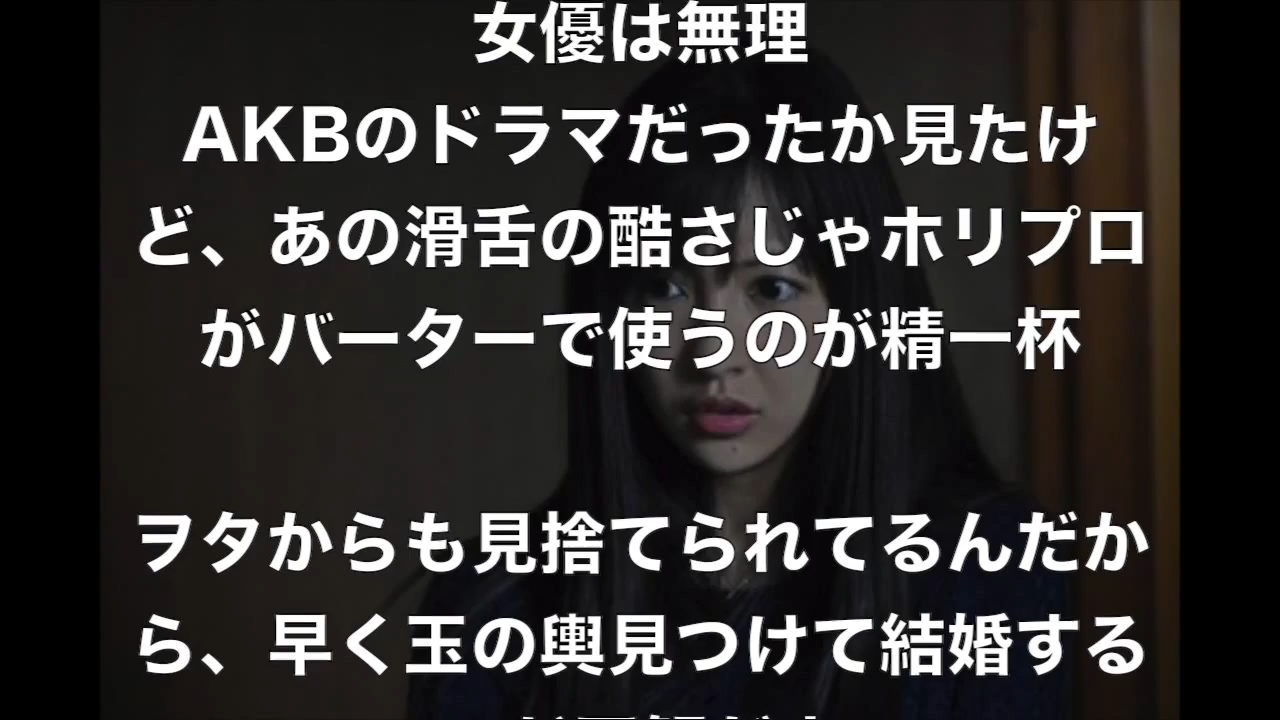 女優は無理
AKBのドラマだったか見たけ
ど、あの滑舌の酷さじゃホリプロ
がバーターで使うのが精一杯
ヲタからも見捨てられてるんだか
ら、早く玉の輿見つけて結婚する